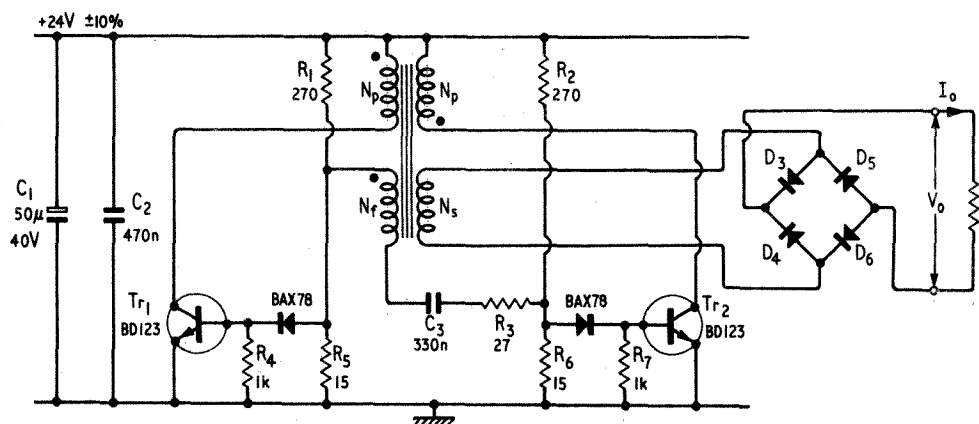 +24V ±10%
R1
270
Np
Np
R2
270
Io
C1
50μ
40V
C2
470n
Nf
Ns
D3
D5
D4
D6
Vo
Tr1
BD123
BAX78
C3
330n
R3
27
BAX78
Tr2
BD123
R4
1k
R5
15
R6
15
R7
1k